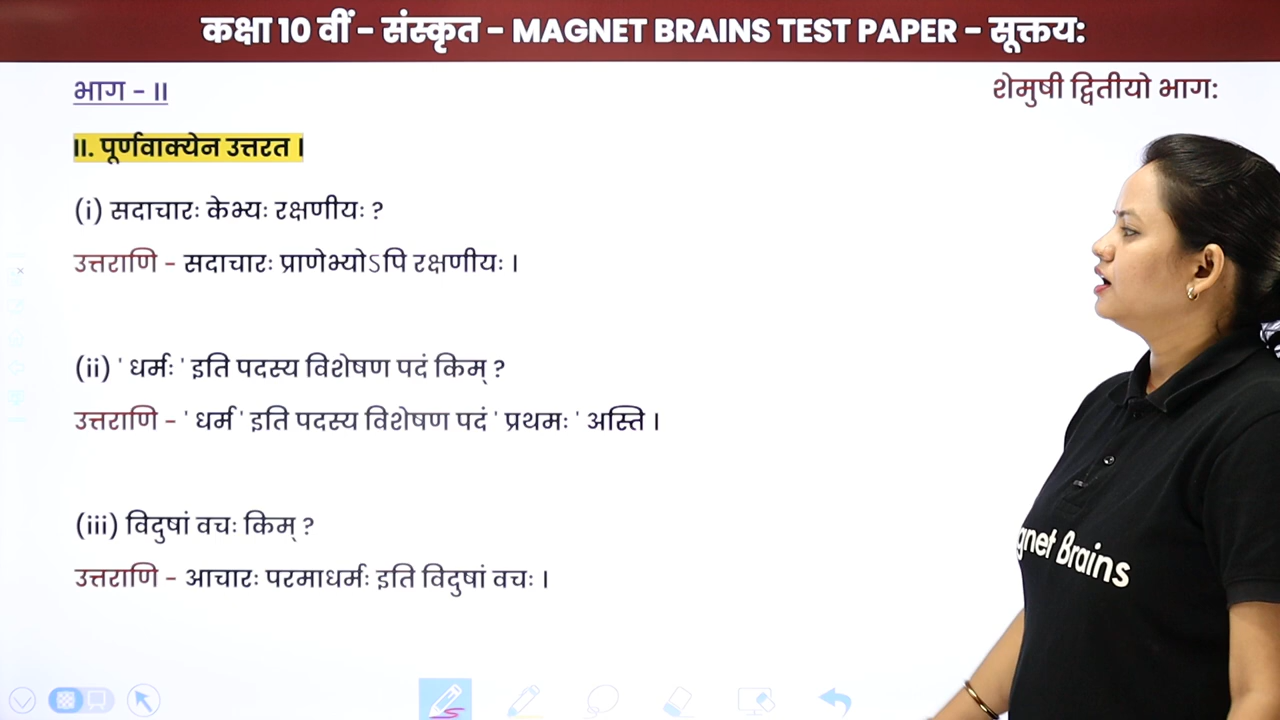 कक्षा 10 वीं - संस्कृत - MAGNET BRAINS TEST PAPER - सूक्तय:
भाग - II
शेमुषी द्वितीयो भाग:
II. पूर्णवाक्येन उत्तरत ।
(i) सदाचारः केभ्यः रक्षणीयः ?
उत्तराणि - सदाचारः प्राणेभ्योऽपि रक्षणीयः ।
(ii) ' धर्मः ' इति पदस्य विशेषण पदं किम् ?
उत्तराणि - ' धर्म ' इति पदस्य विशेषण पदं ' प्रथमः ' अस्ति ।
(iii) विदुषां वचः किम् ?
उत्तराणि - आचारः परमाधर्मः इति विदुषां वचः ।
gnet Brains